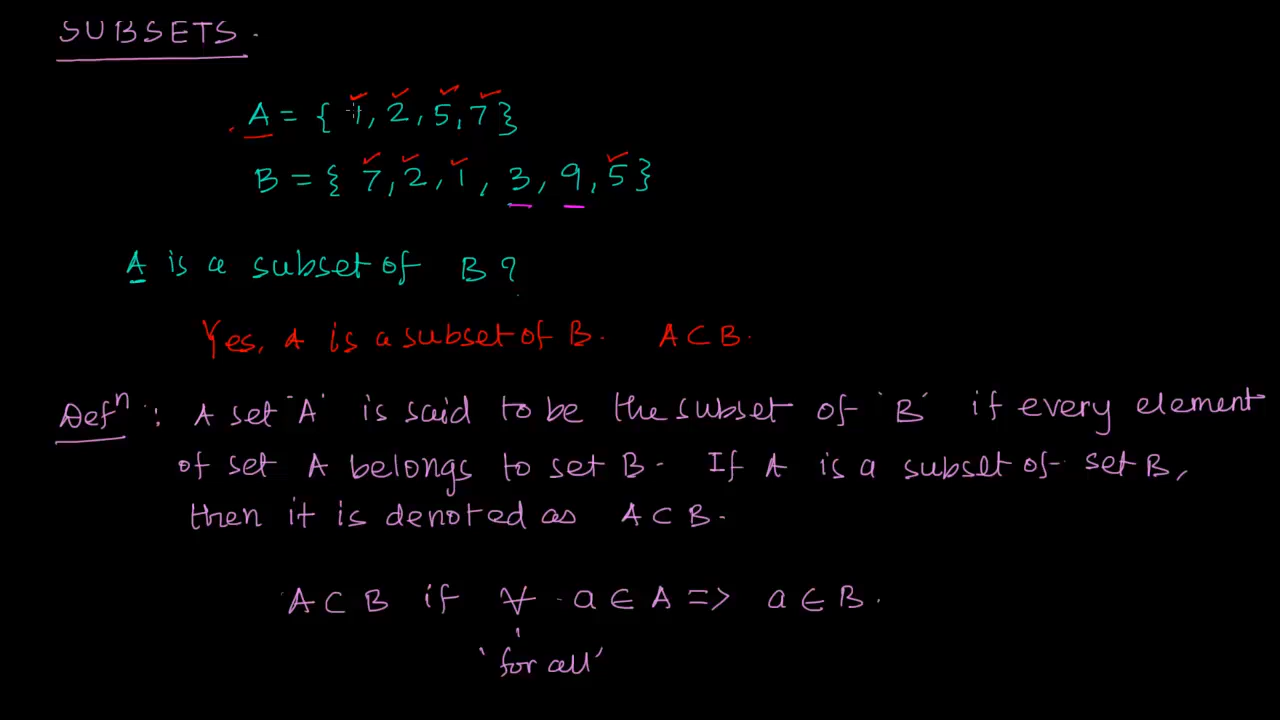 SUBSETS.
A = { 1, 2, 5, 7}
B = { 7, 2, 1, 3, 9, 5}
A is a subset of B?
Yes, A is a subset of B. A ⊂ B.
Defⁿ: A set 'A' is said to be the subset of 'B' if every element
of set A belongs to set B. If A is a subset of set B,
then it is denoted as A ⊂ B.
A ⊂ B if ∀ a ∈ A => a ∈ B.
'for all'